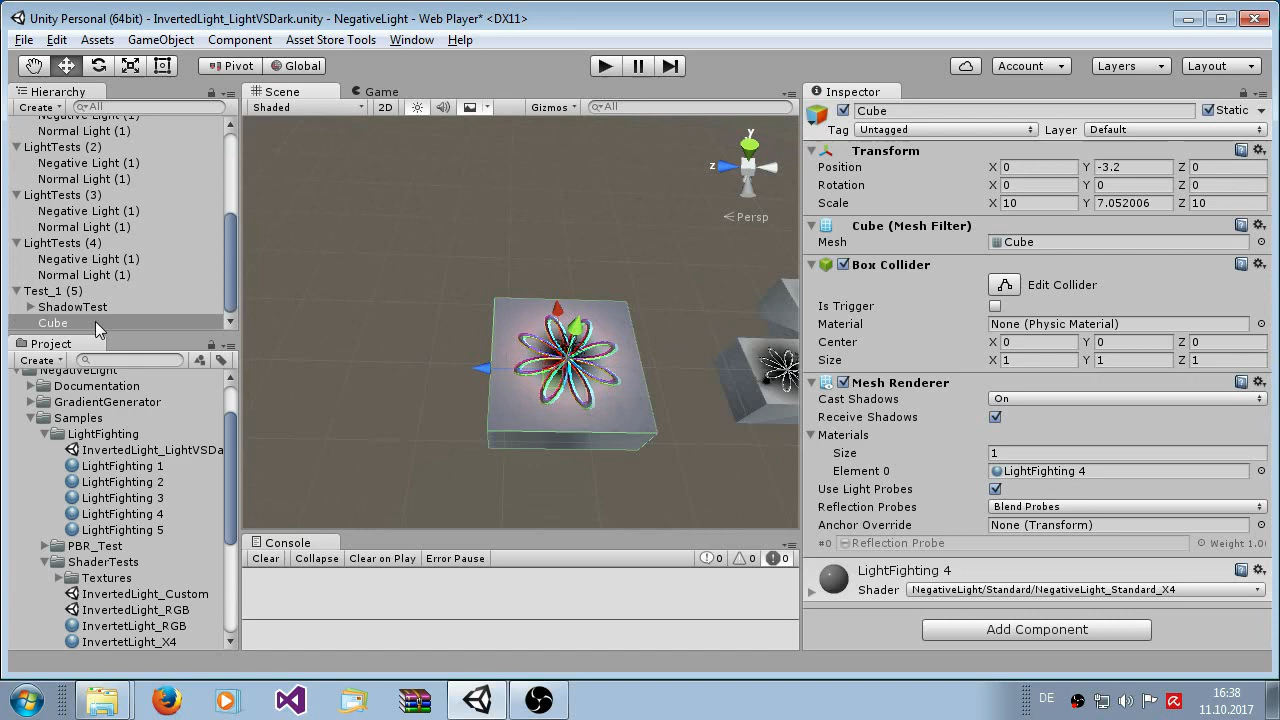 Unity Personal (64bit) - InvertedLight_LightVSDark.unity - NegativeLight - Web Player* <DX11>
File Edit Assets GameObject Component Asset Store Tools Window Help
Pivot Global Account Layers Layout
Hierarchy
Create All
Negative Light (1)
Normal Light (1)
LightTests (2)
Negative Light (1)
Normal Light (1)
LightTests (3)
Negative Light (1)
Normal Light (1)
LightTests (4)
Negative Light (1)
Normal Light (1)
Test_1 (5)
ShadowTest
Cube
Project
Create
NegativeLight
Documentation
GradientGenerator
Samples
LightFighting
InvertedLight_LightVSDa
LightFighting 1
LightFighting 2
LightFighting 3
LightFighting 4
LightFighting 5
PBR_Test
ShaderTests
Textures
InvertedLight_Custom
InvertedLight_RGB
InvertetLight_RGB
InvertetLight_X4
Scene Game
Shaded 2D Gizmos All
y
z
Persp
Console
Clear Collapse Clear on Play Error Pause 0 0 0
Inspector
Cube Static
Tag Untagged Layer Default
Transform
Position X 0 Y -3.2 Z 0
Rotation X 0 Y 0 Z 0
Scale X 10 Y 7.052006 Z 10
Cube (Mesh Filter)
Mesh Cube
Box Collider
Edit Collider
Is Trigger
Material None (Physic Material)
Center X 0 Y 0 Z 0
Size X 1 Y 1 Z 1
Mesh Renderer
Cast Shadows On
Receive Shadows
Materials
Size 1
Element 0 LightFighting 4
Use Light Probes
Reflection Probes Blend Probes
Anchor Override None (Transform)
#0 Reflection Probe Weight 1.0
LightFighting 4
Shader NegativeLight/Standard/NegativeLight_Standard_X4
Add Component
DE
16:38
11.10.2017